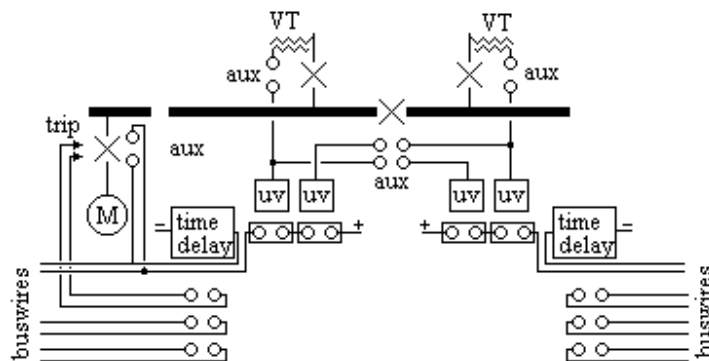 VT
VT
aux
aux
trip
aux
aux
uv
uv
uv
uv
M
time
delay
−
+
+
time
delay
−
buswires
buswires